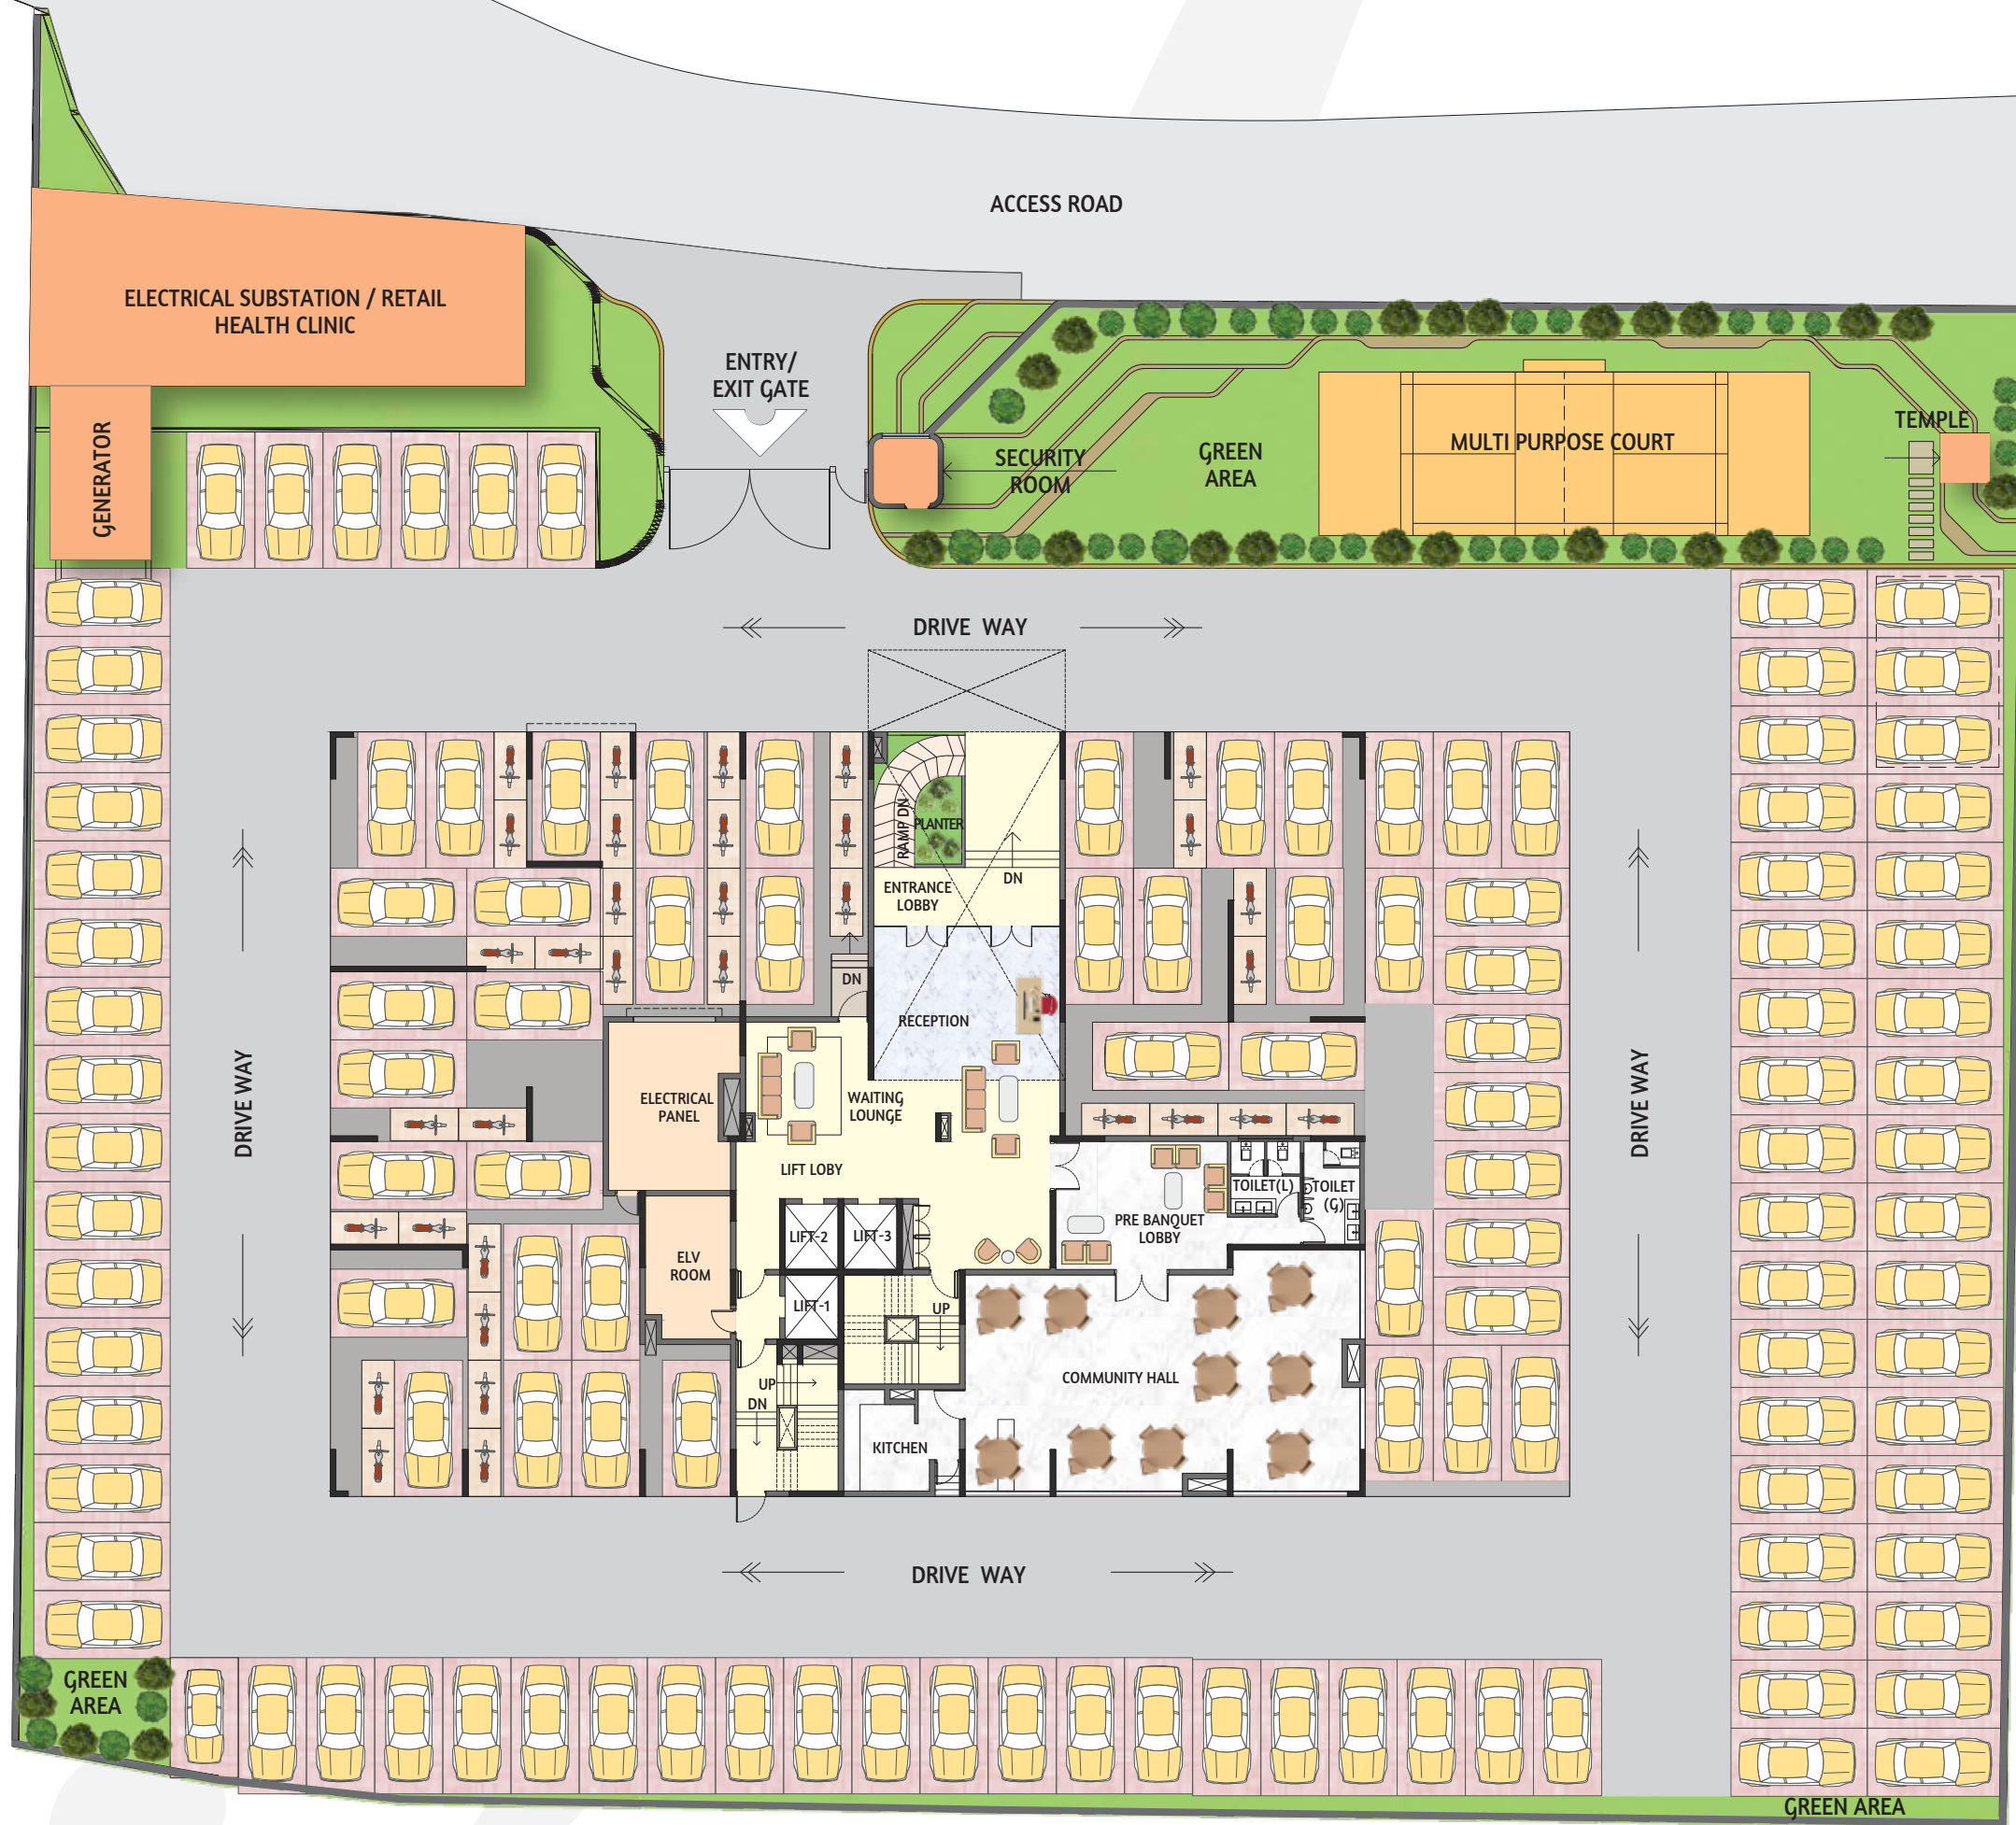 ACCESS ROAD
ELECTRICAL SUBSTATION / RETAIL
HEALTH CLINIC
ENTRY/
EXIT GATE
GENERATOR
SECURITY
ROOM
GREEN
AREA
MULTI PURPOSE COURT
TEMPLE
DRIVE WAY
RAMP DN
PLANTER
DN
ENTRANCE
LOBBY
DN
RECEPTION
DRIVE WAY
ELECTRICAL
PANEL
WAITING
LOUNGE
LIFT LOBY
DRIVE WAY
TOILET(L)
TOILET
(G)
PRE BANQUET
LOBBY
LIFT-2
LIFT-3
ELV
ROOM
LIFT-1
UP
COMMUNITY HALL
UP
DN
KITCHEN
DRIVE WAY
GREEN
AREA
GREEN AREA